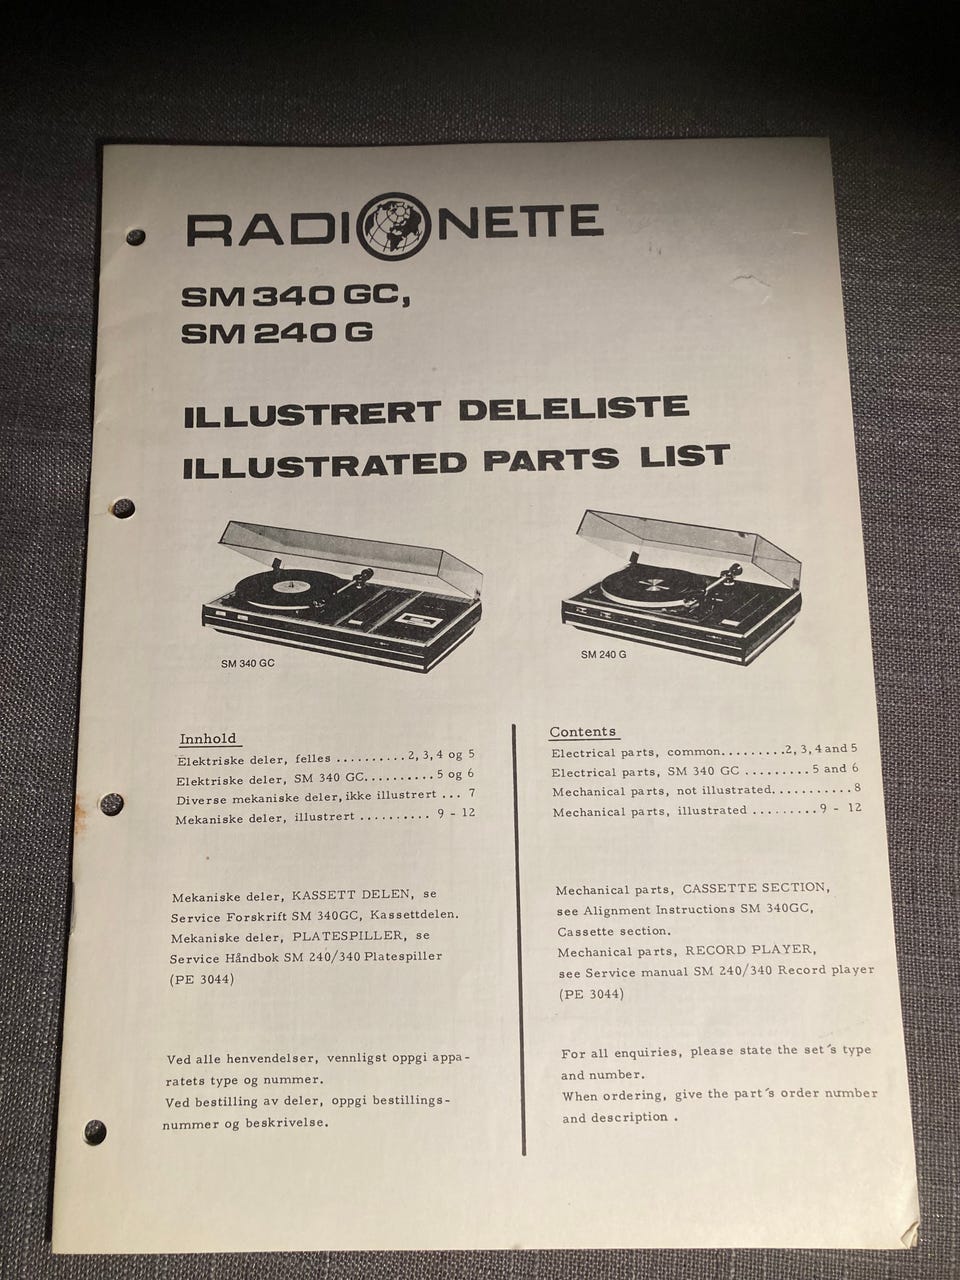 RADIONETTE
SM 340 GC,
SM 240 G
ILLUSTRERT DELELISTE
ILLUSTRATED PARTS LIST
SM 340 GC
SM 240 G
Innhold
Elektriske deler, felles ..........2, 3, 4 og 5
Elektriske deler, SM 340 GC..........5 og 6
Diverse mekaniske deler, ikke illustrert ... 7
Mekaniske deler, illustrert .......... 9 - 12
Mekaniske deler, KASSETT DELEN, se
Service Forskrift SM 340GC, Kassettdelen.
Mekaniske deler, PLATESPILLER, se
Service Håndbok SM 240/340 Platespiller
(PE 3044)
Ved alle henvendelser, vennligst oppgi appa-
ratets type og nummer.
Ved bestilling av deler, oppgi bestillings-
nummer og beskrivelse.
Contents
Electrical parts, common.........2, 3, 4 and 5
Electrical parts, SM 340 GC .........5 and 6
Mechanical parts, not illustrated...........8
Mechanical parts, illustrated .........9 - 12
Mechanical parts, CASSETTE SECTION,
see Alignment Instructions SM 340GC,
Cassette section.
Mechanical parts, RECORD PLAYER,
see Service manual SM 240/340 Record player
(PE 3044)
For all enquiries, please state the set´s type
and number.
When ordering, give the part´s order number
and description .